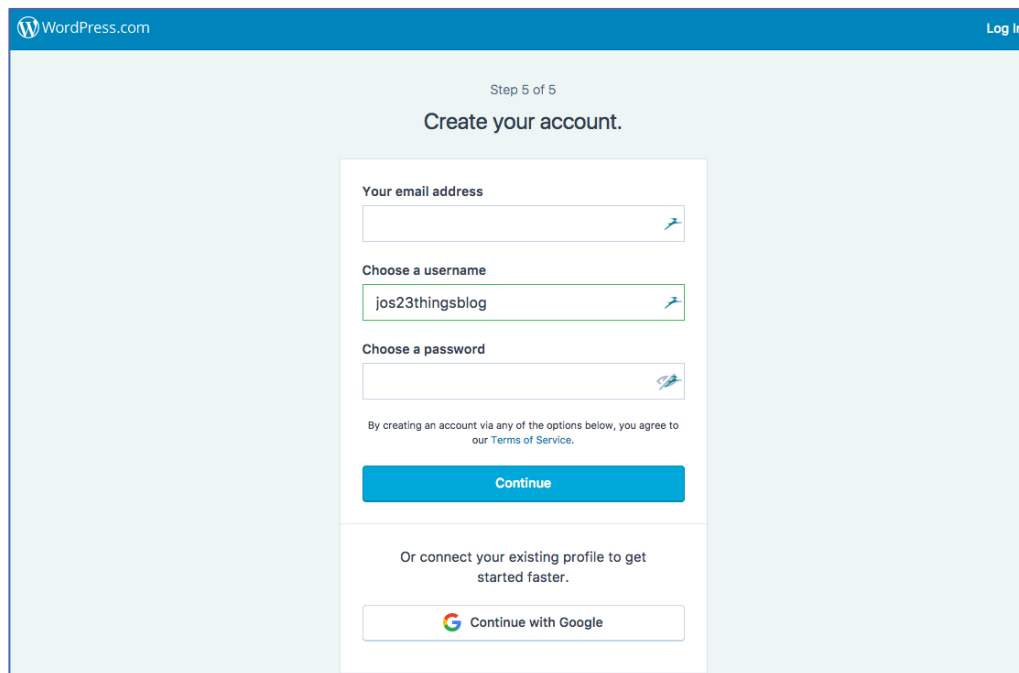 WordPress.com
Log In
Step 5 of 5
Create your account.
Your email address
Choose a username
jos23thingsblog
Choose a password
By creating an account via any of the options below, you agree to
our Terms of Service.
Continue
Or connect your existing profile to get
started faster.
Continue with Google